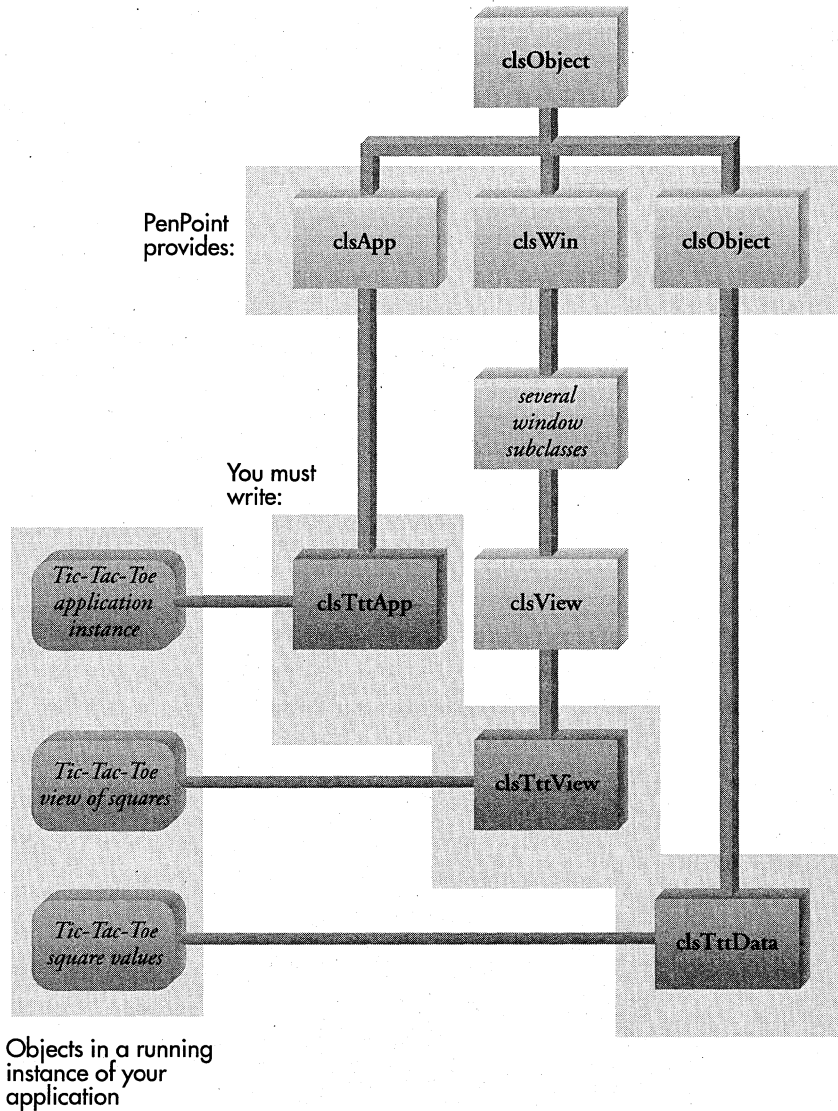 clsObject
PenPoint
provides:
clsApp
clsWin
clsObject
several
window
subclasses
You must
write:
Tic-Tac-Toe
application
instance
clsTttApp
clsView
Tic-Tac-Toe
view of squares
clsTttView
Tic-Tac-Toe
square values
clsTttData
Objects in a running
instance of your
application